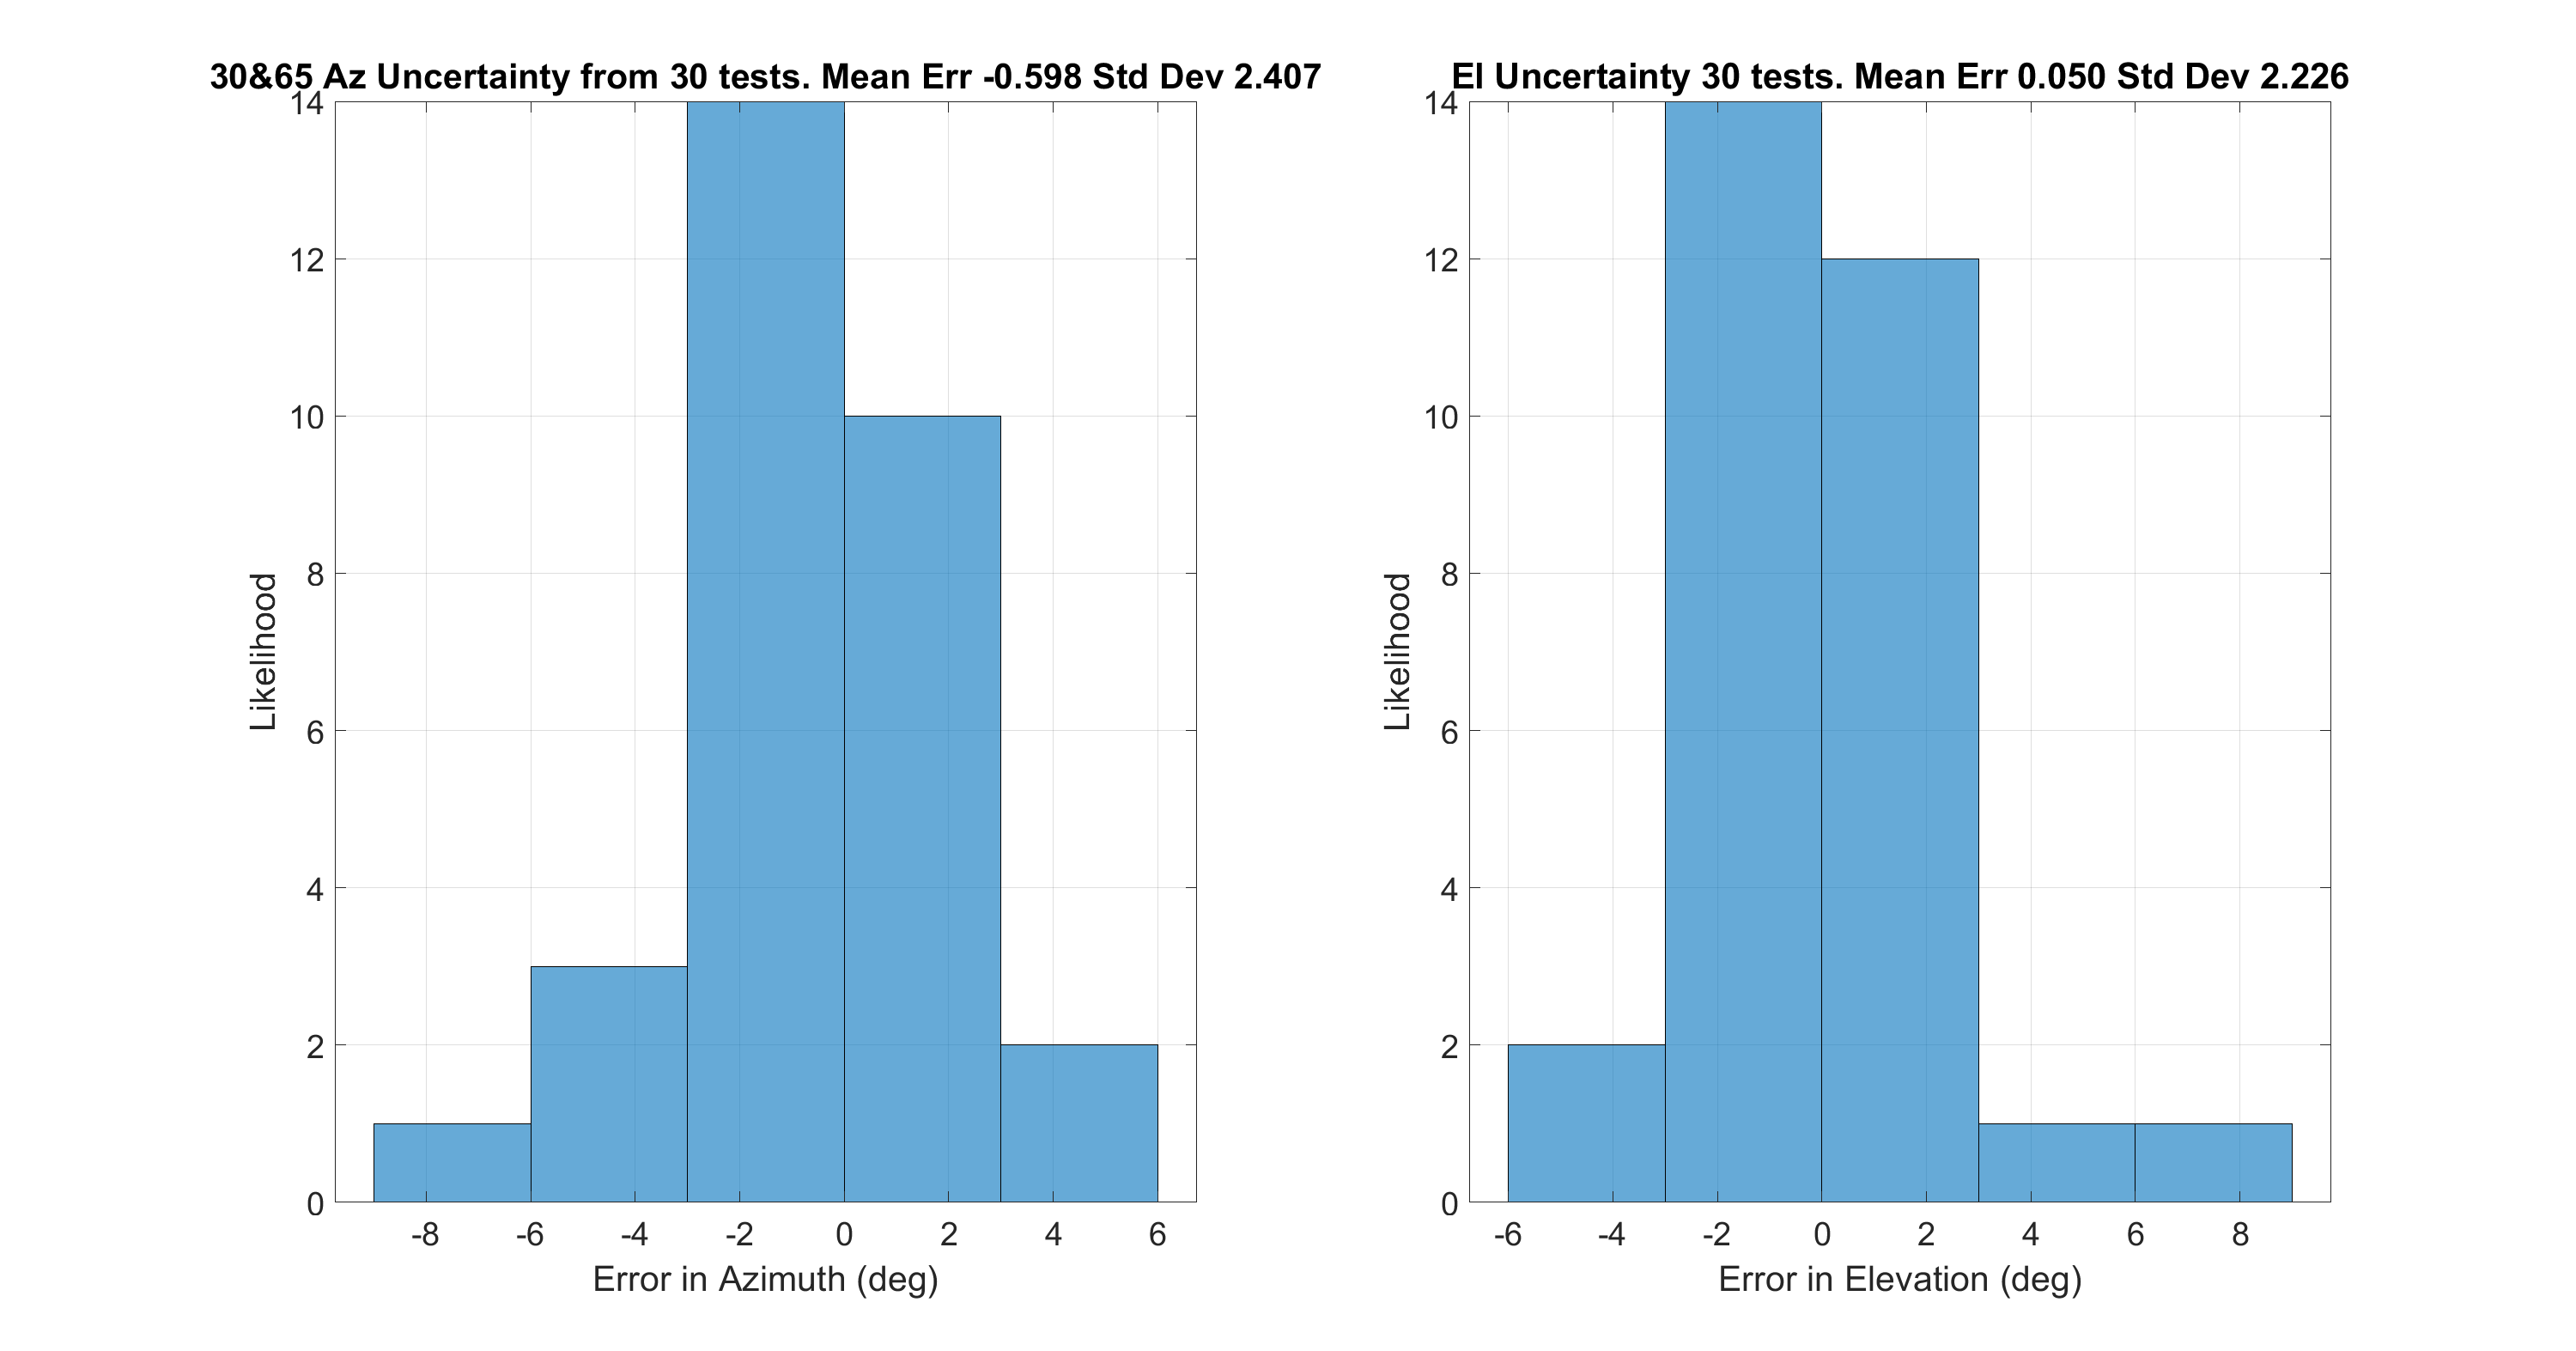 30&65 Az Uncertainty from 30 tests. Mean Err -0.598 Std Dev 2.407
14
12
10
8
6
4
2
0
Likelihood
-8 -6 -4 -2 0 2 4 6
Error in Azimuth (deg)
El Uncertainty 30 tests. Mean Err 0.050 Std Dev 2.226
14
12
10
8
6
4
2
0
Likelihood
-6 -4 -2 0 2 4 6 8
Error in Elevation (deg)